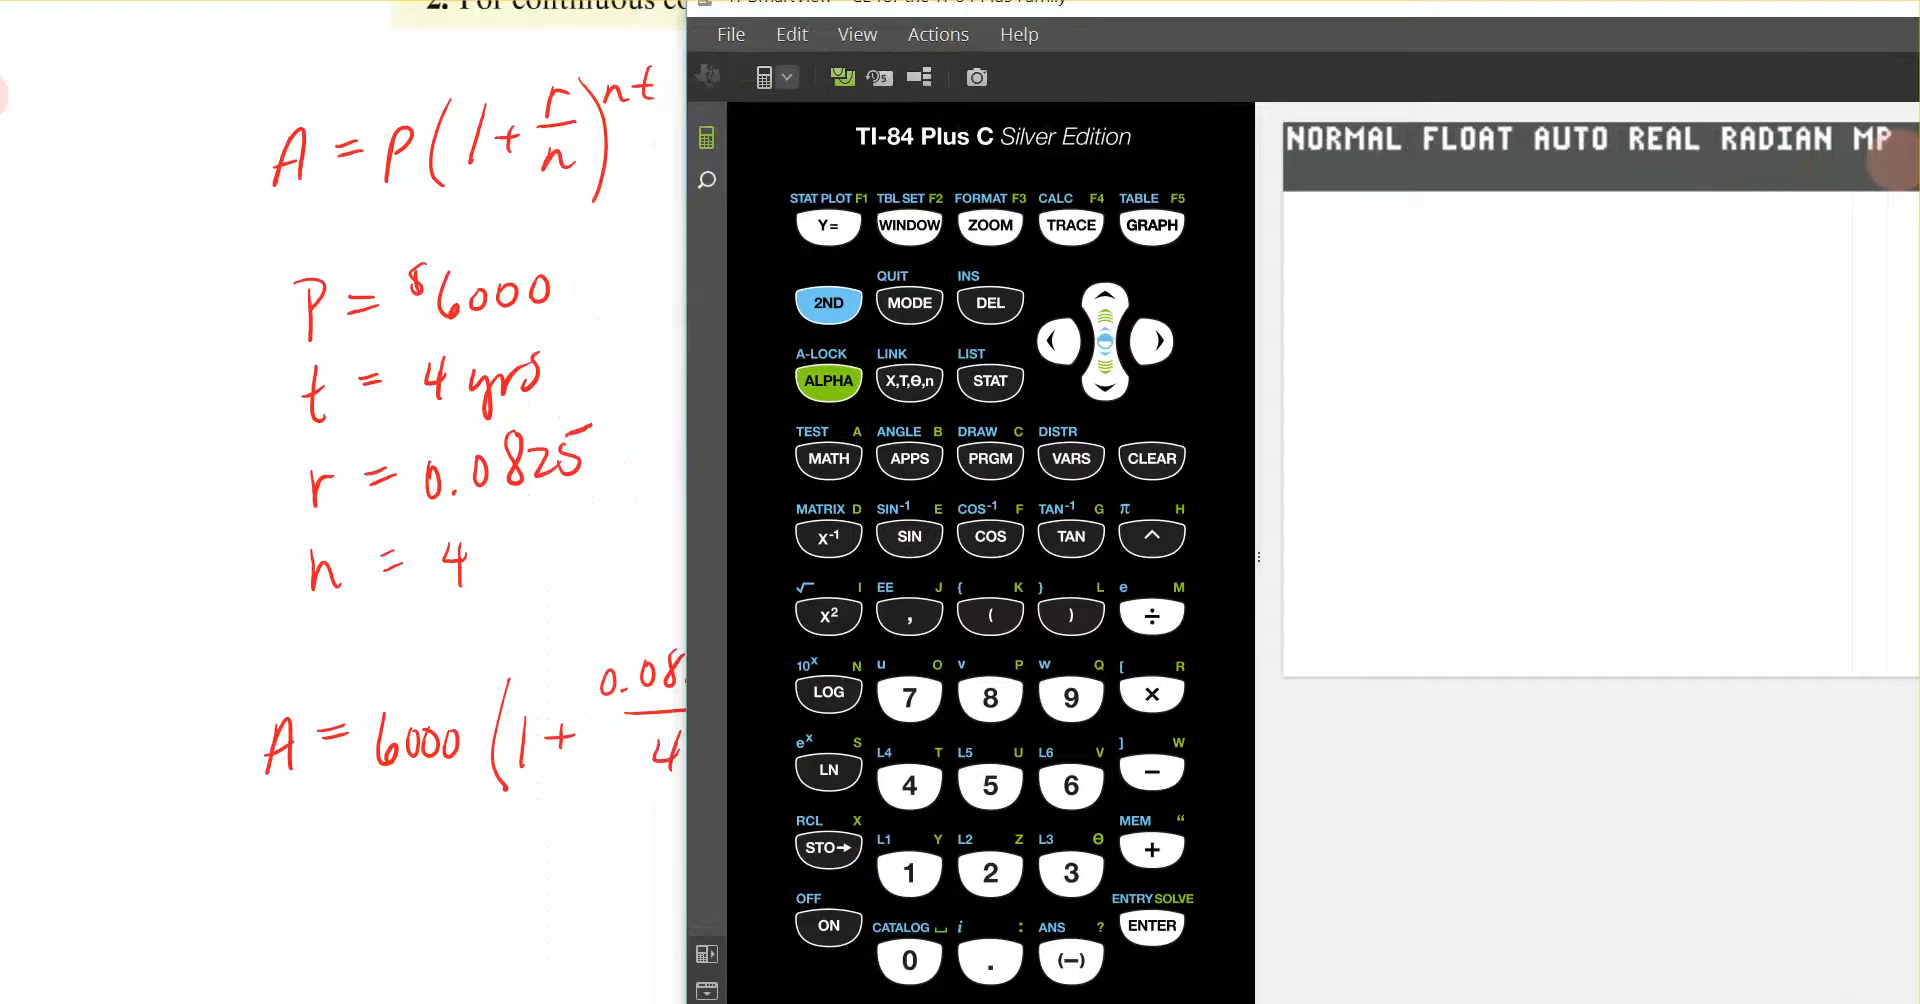 2. For continuous co
A = P(1 + r/n)^nt
P = $6000
t = 4 yrs
r = 0.0825
n = 4
A = 6000 (1 + 0.08 / 4
File Edit View Actions Help
TI-84 Plus C Silver Edition
STAT PLOT F1 TBL SET F2 FORMAT F3 CALC F4 TABLE F5
Y= WINDOW ZOOM TRACE GRAPH
QUIT INS
2ND MODE DEL
A-LOCK LINK LIST
ALPHA X,T,Θ,n STAT
TEST A ANGLE B DRAW C DISTR
MATH APPS PRGM VARS CLEAR
MATRIX D SIN⁻¹ E COS⁻¹ F TAN⁻¹ G π H
X⁻¹ SIN COS TAN ^
√ I EE J { K } L e M
X² , ( ) ÷
10ˣ N u O v P w Q [ R
LOG 7 8 9 ×
eˣ S L4 T L5 U L6 V ] W
LN 4 5 6 −
RCL X L1 Y L2 Z L3 Θ MEM “
STO→ 1 2 3 +
OFF CATALOG ⎵ i : ANS ? ENTRY SOLVE
ON 0 . (−) ENTER
NORMAL FLOAT AUTO REAL RADIAN MP